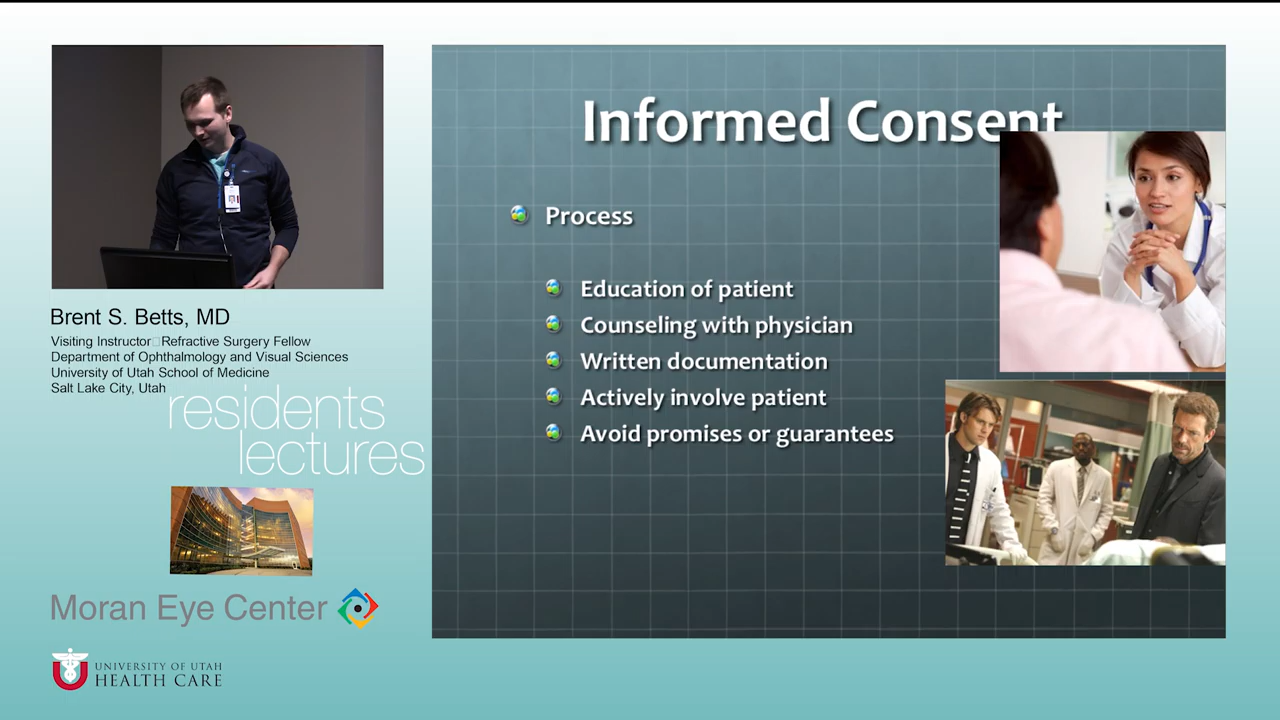 Brent S. Betts, MD
Visiting Instructor□Refractive Surgery Fellow
Department of Ophthalmology and Visual Sciences
University of Utah School of Medicine
Salt Lake City, Utah
residents
lectures
Moran Eye Center
UNIVERSITY OF UTAH
HEALTH CARE
Informed Consent
Process
Education of patient
Counseling with physician
Written documentation
Actively involve patient
Avoid promises or guarantees